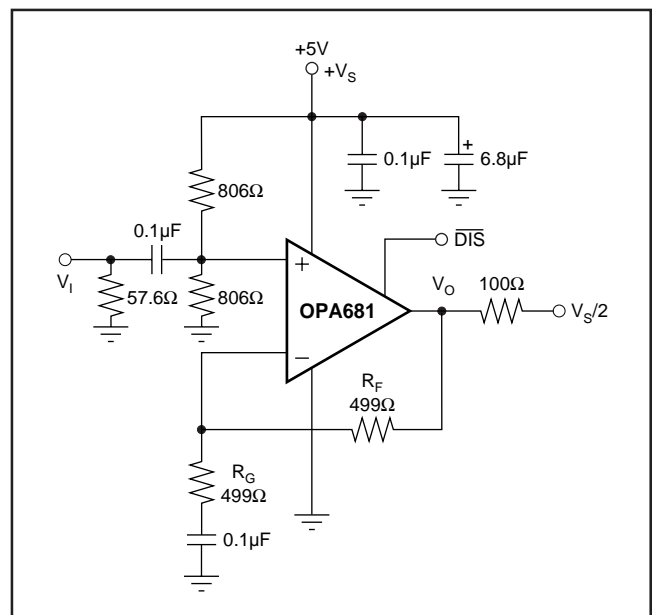 +5V
+V_S
0.1µF
6.8µF
806Ω
0.1µF
DIS
V_I
57.6Ω
806Ω
+
OPA681
−
V_O
100Ω
V_S/2
R_F
499Ω
R_G
499Ω
0.1µF
+